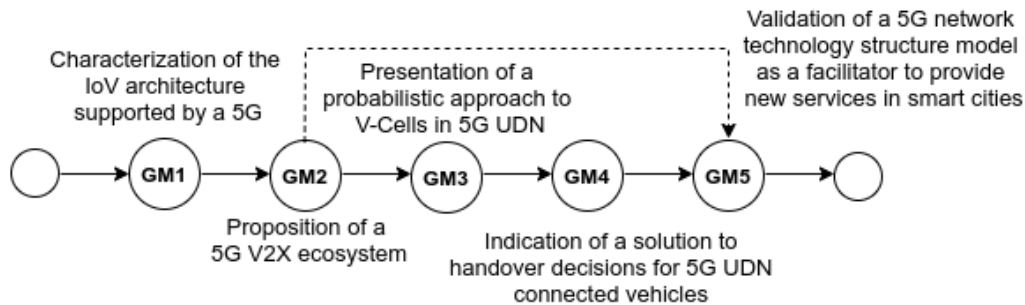 Characterization of the
IoV architecture
supported by a 5G
Presentation of a
probabilistic approach to
V-Cells in 5G UDN
Validation of a 5G network
technology structure model
as a facilitator to provide
new services in smart cities
GM1
GM2
GM3
GM4
GM5
Proposition of a
5G V2X ecosystem
Indication of a solution to
handover decisions for 5G UDN
connected vehicles